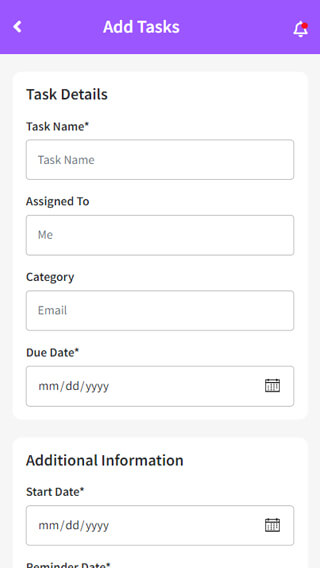 Add Tasks
Task Details
Task Name*
Task Name
Assigned To
Me
Category
Email
Due Date*
mm/dd/yyyy
Additional Information
Start Date*
mm/dd/yyyy
Reminder Date*